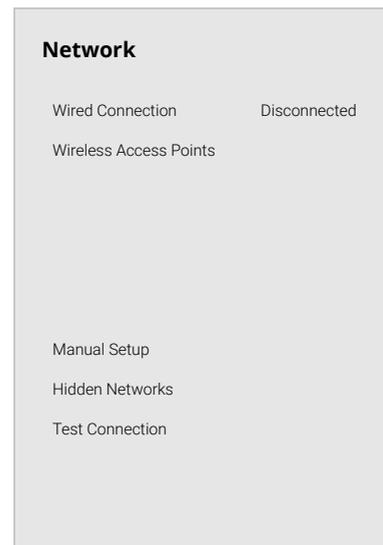 Network
Wired Connection Disconnected
Wireless Access Points
Manual Setup
Hidden Networks
Test Connection